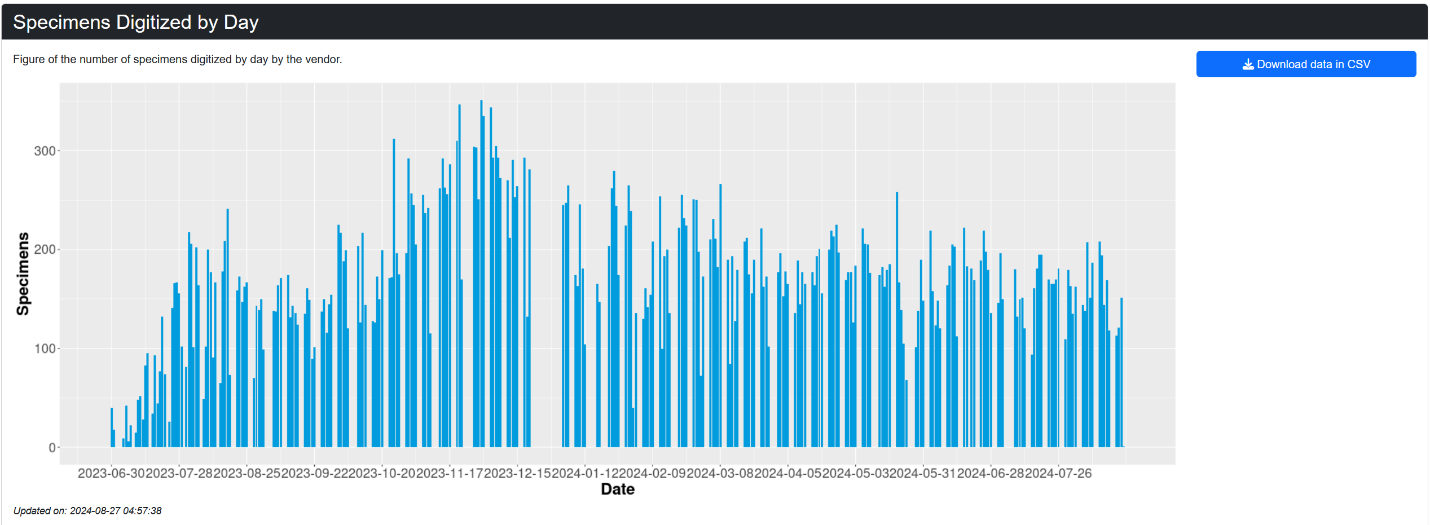 Specimens Digitized by Day
Figure of the number of specimens digitized by day by the vendor.
Download data in CSV
300
200
100
0
Specimens
2023-06-30 2023-07-28 2023-08-25 2023-09-22 2023-10-20 2023-11-17 2023-12-15 2024-01-12 2024-02-09 2024-03-08 2024-04-05 2024-05-03 2024-05-31 2024-06-28 2024-07-26
Date
Updated on: 2024-08-27 04:57:38